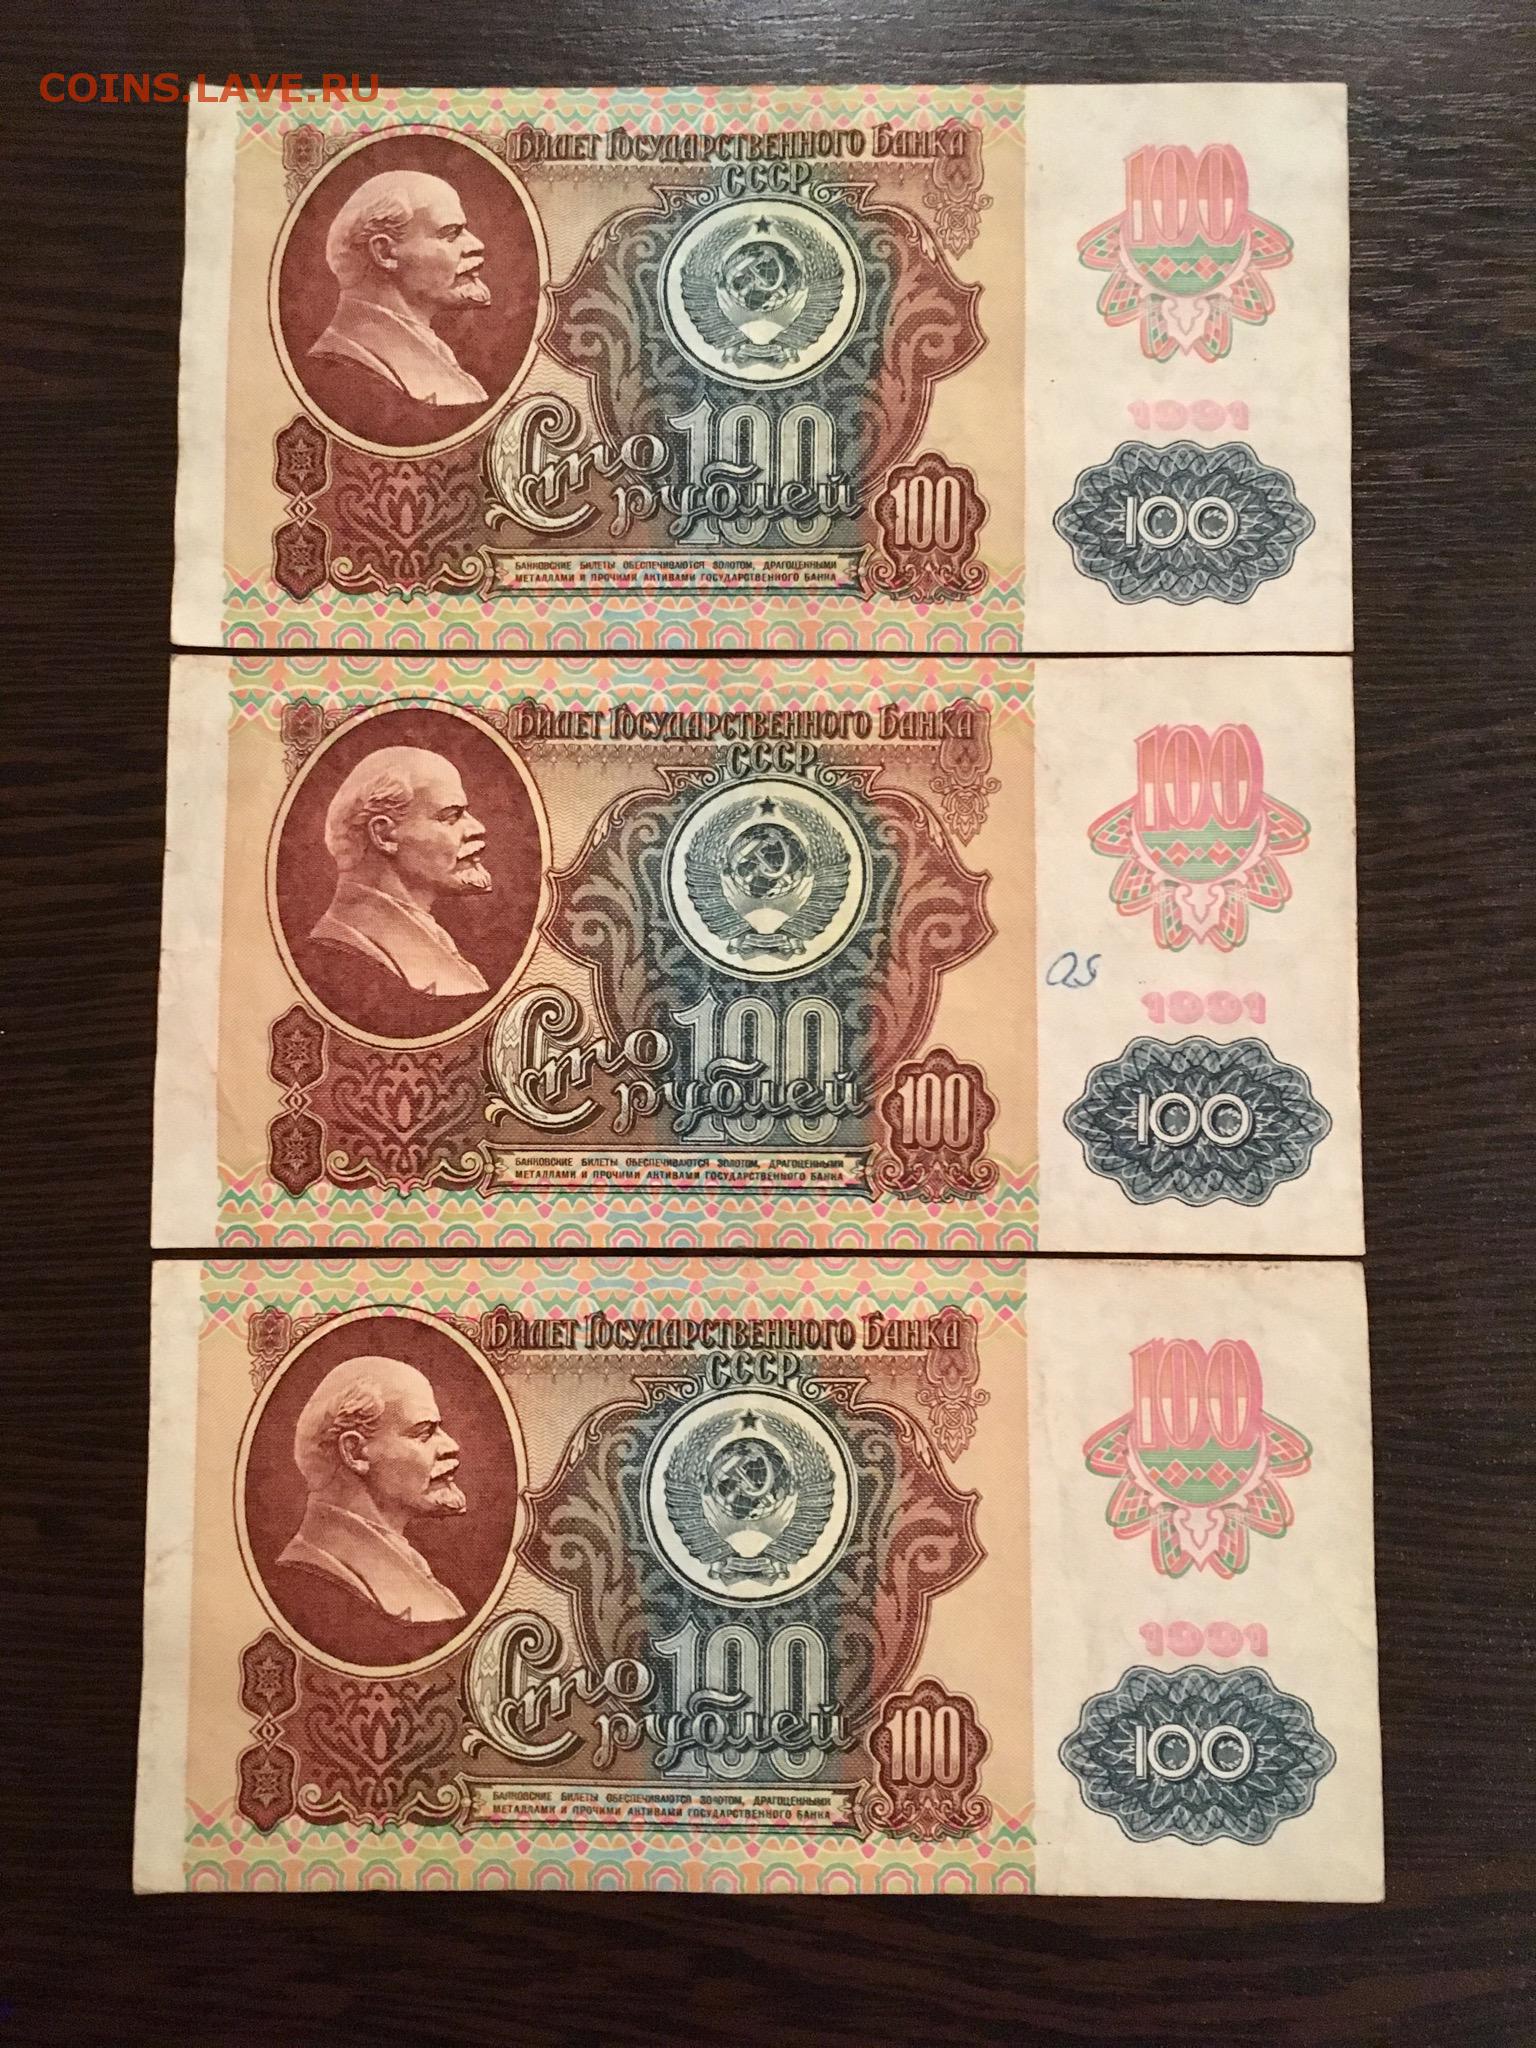 COINS.LAVE.RU
Билет Государственного Банка
СССР
100
1991
Сто
100
рублей
100
100
БАНКОВСКИЕ БИЛЕТЫ ОБЕСПЕЧИВАЮТСЯ ЗОЛОТОМ, ДРАГОЦЕННЫМИ
МЕТАЛЛАМИ И ПРОЧИМИ АКТИВАМИ ГОСУДАРСТВЕННОГО БАНКА
Билет Государственного Банка
СССР
100
1991
Сто
100
рублей
100
100
БАНКОВСКИЕ БИЛЕТЫ ОБЕСПЕЧИВАЮТСЯ ЗОЛОТОМ, ДРАГОЦЕННЫМИ
МЕТАЛЛАМИ И ПРОЧИМИ АКТИВАМИ ГОСУДАРСТВЕННОГО БАНКА
Билет Государственного Банка
СССР
100
1991
Сто
100
рублей
100
100
БАНКОВСКИЕ БИЛЕТЫ ОБЕСПЕЧИВАЮТСЯ ЗОЛОТОМ, ДРАГОЦЕННЫМИ
МЕТАЛЛАМИ И ПРОЧИМИ АКТИВАМИ ГОСУДАРСТВЕННОГО БАНКА